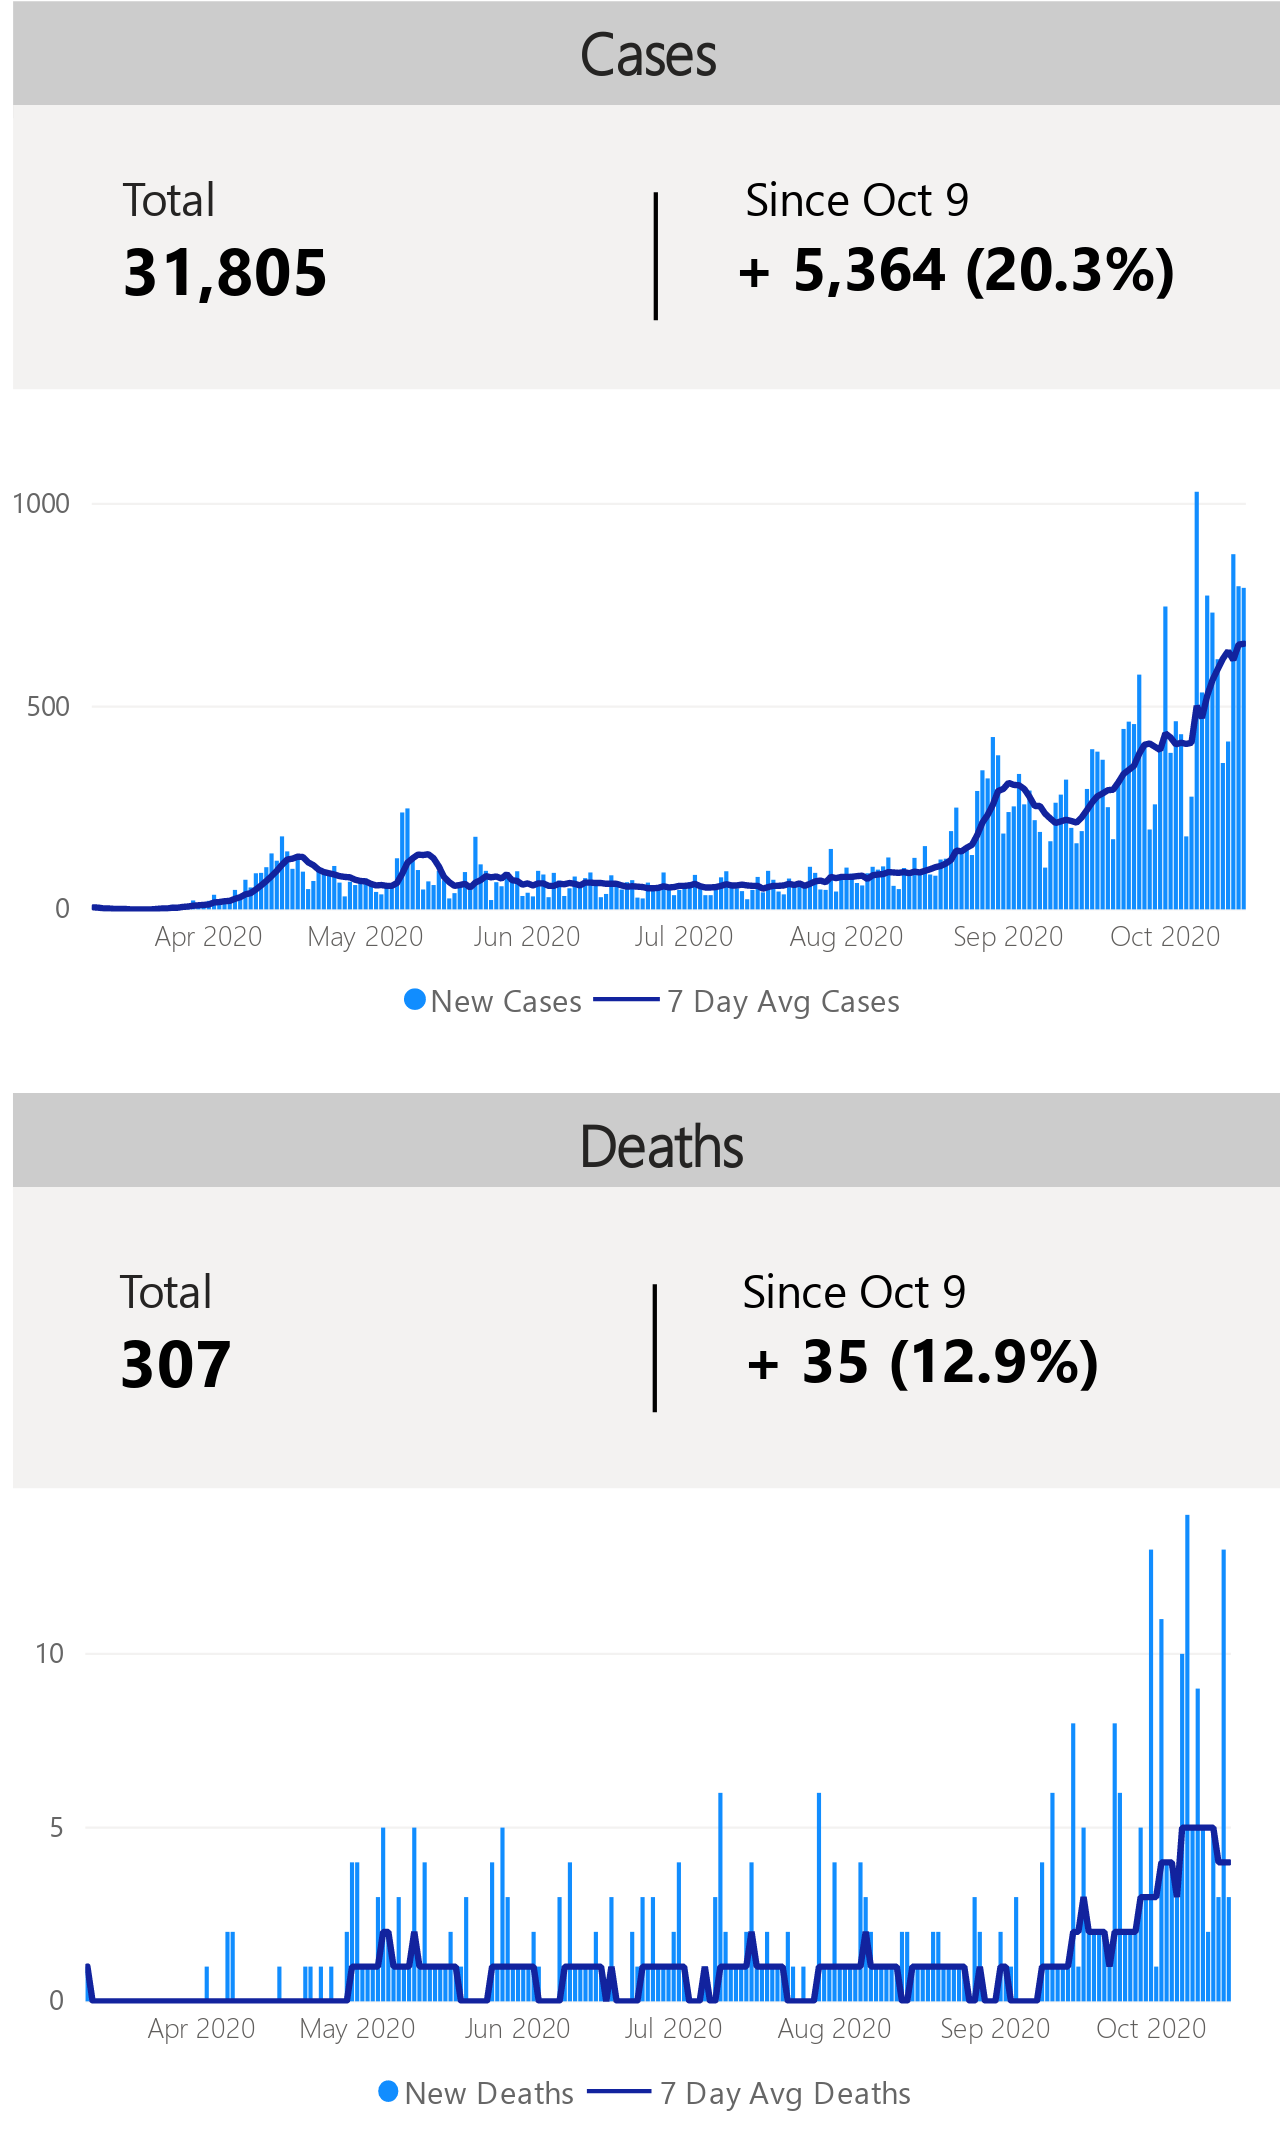 Cases
Total
Since Oct 9
31,805
+ 5,364 (20.3%)
1000
500
0
Apr 2020 May 2020 Jun 2020 Jul 2020 Aug 2020 Sep 2020 Oct 2020
New Cases 7 Day Avg Cases
Deaths
Total
Since Oct 9
307
+ 35 (12.9%)
10
5
0
Apr 2020 May 2020 Jun 2020 Jul 2020 Aug 2020 Sep 2020 Oct 2020
New Deaths 7 Day Avg Deaths